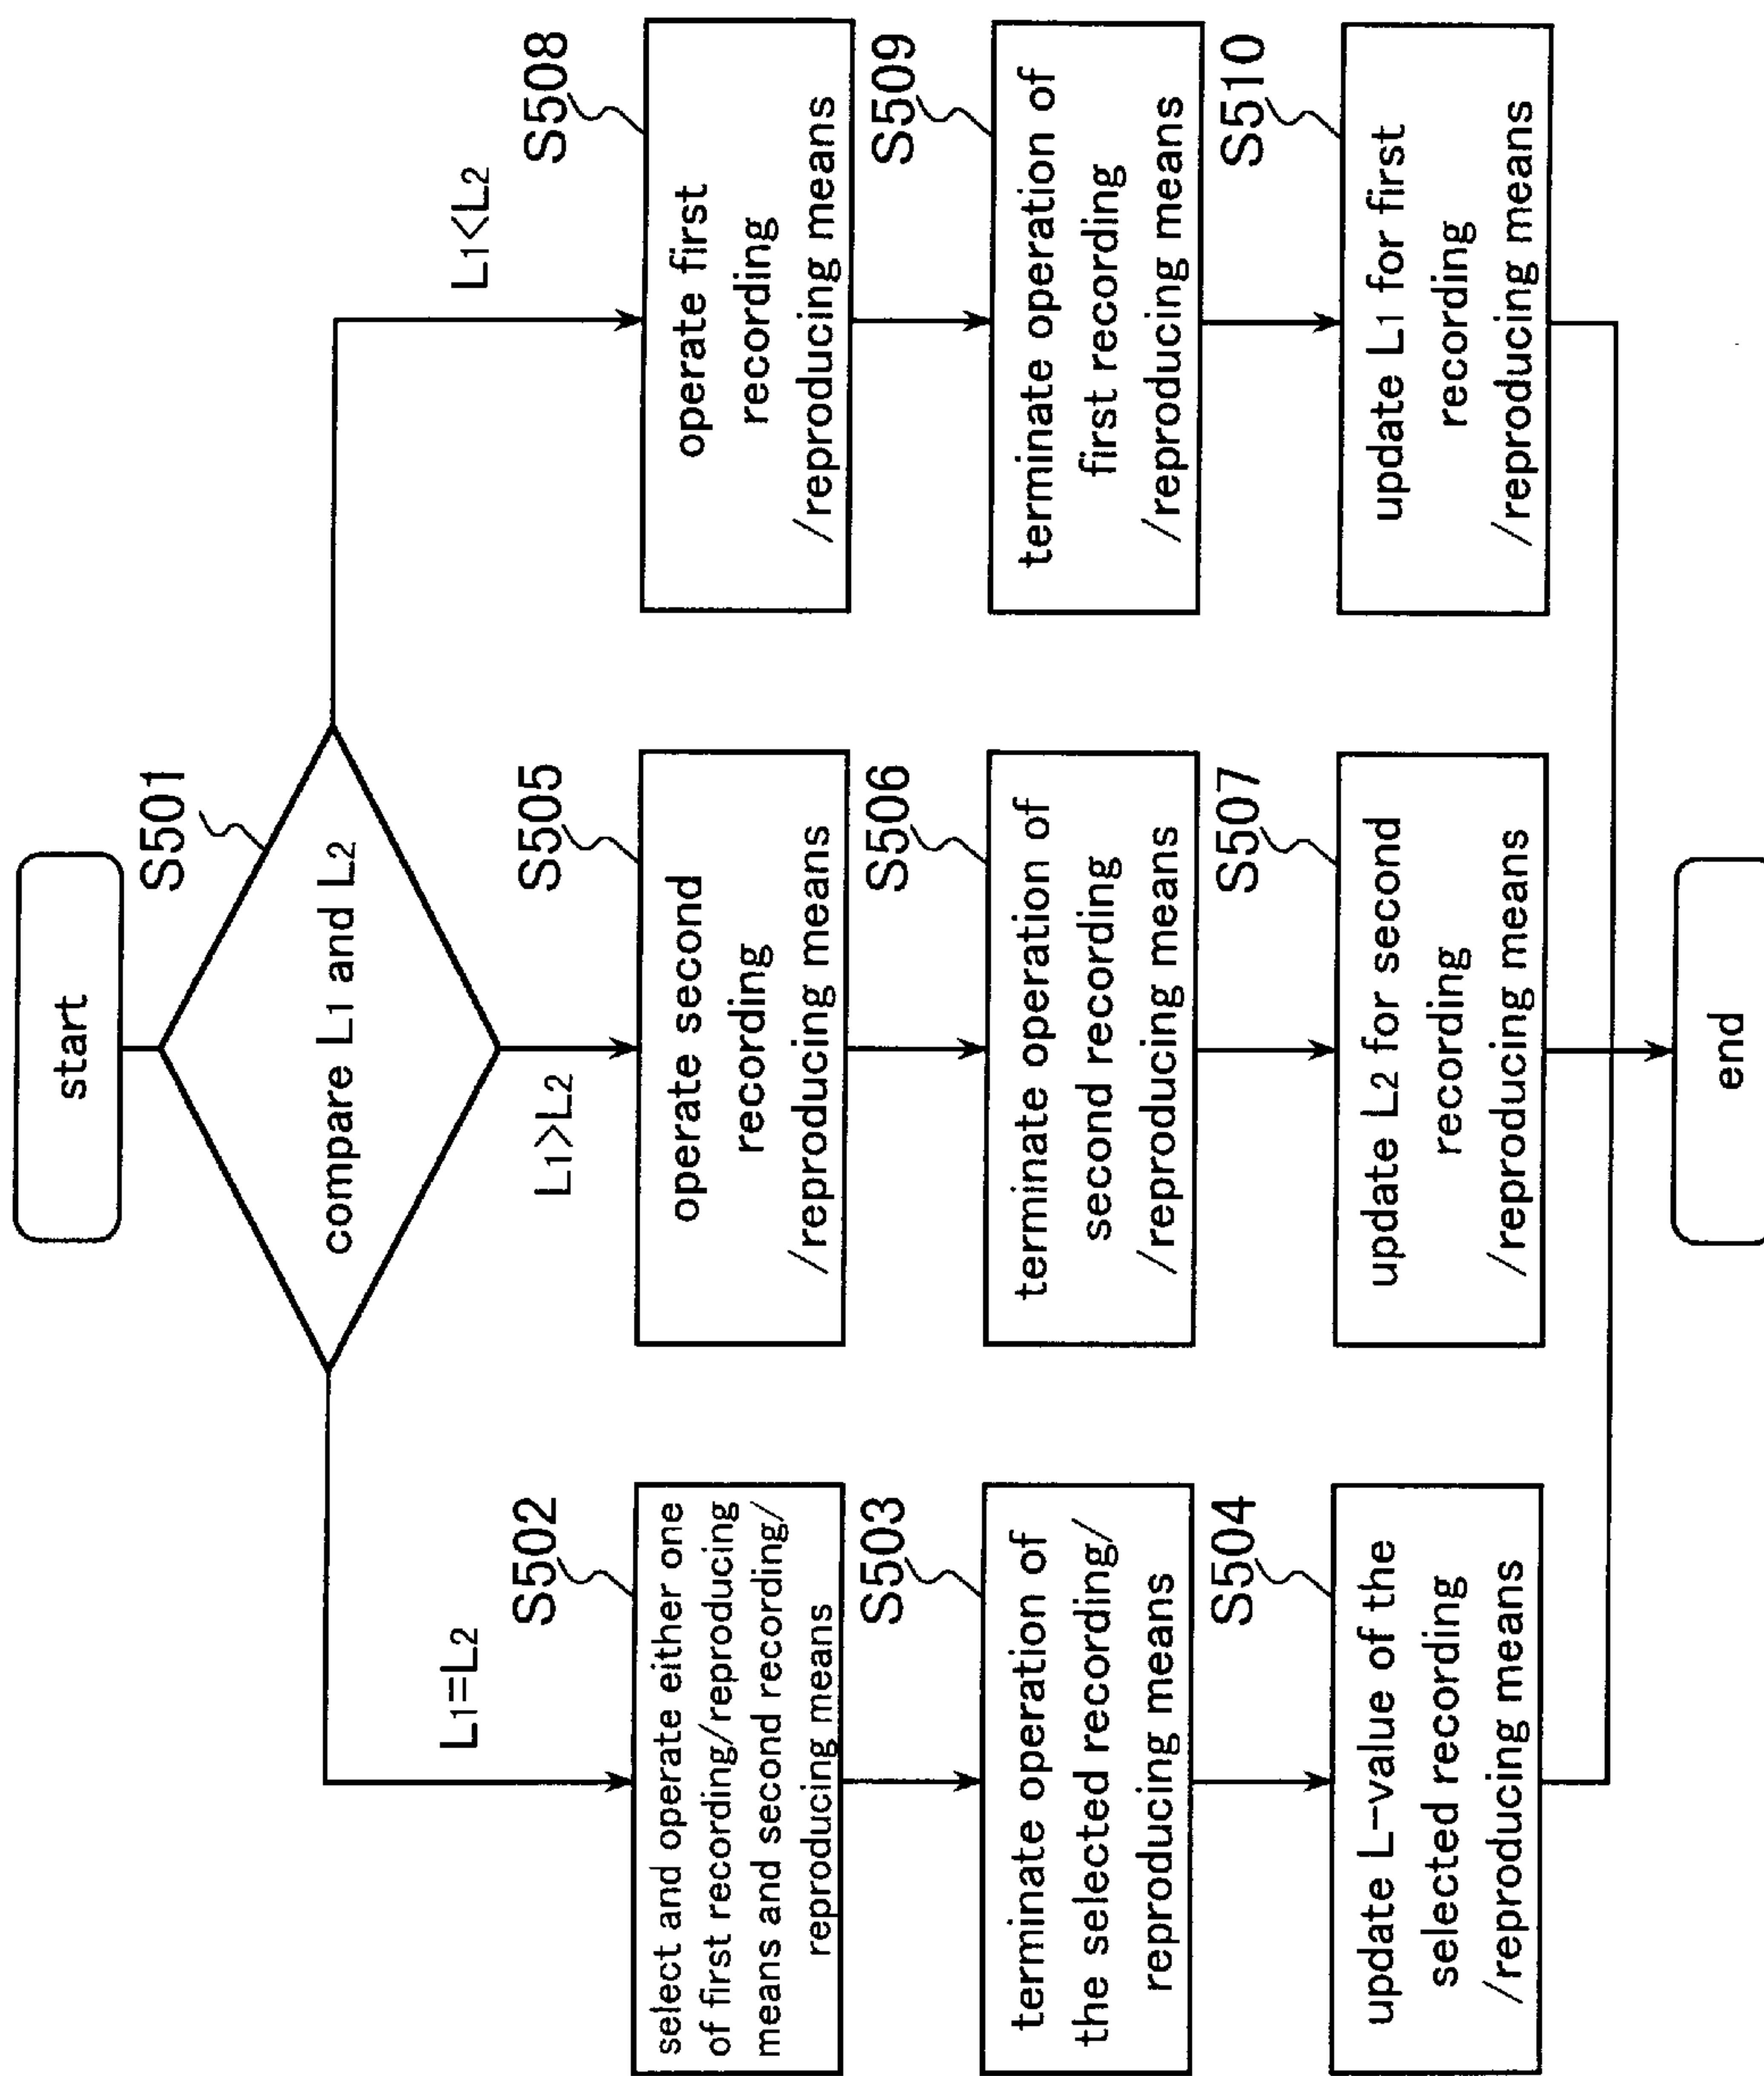 start
S501
compare L1 and L2
L1=L2
L1>L2
L1<L2
S502
select and operate either one
of first recording/reproducing
means and second recording/
reproducing means
S503
terminate operation of
the selected recording/
reproducing means
S504
update L-value of the
selected recording
/reproducing means
S505
operate second
recording
/reproducing means
S506
terminate operation of
second recording
/reproducing means
S507
update L2 for second
recording
/reproducing means
S508
operate first
recording
/reproducing means
S509
terminate operation of
first recording
/reproducing means
S510
update L1 for first
recording
/reproducing means
end